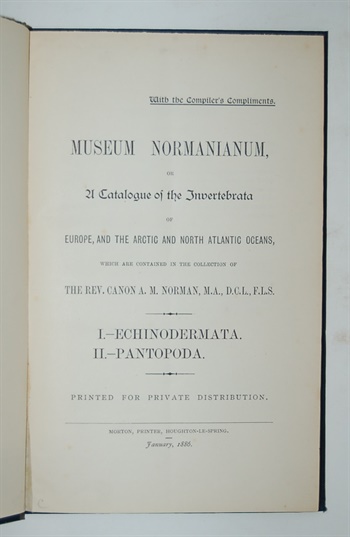 With the Compiler's Compliments.
MUSEUM NORMANIANUM,
OR
A Catalogue of the Invertebrata
OF
EUROPE, AND THE ARCTIC AND NORTH ATLANTIC OCEANS,
WHICH ARE CONTAINED IN THE COLLECTION OF
THE REV. CANON A. M. NORMAN, M.A., D.C.L., F.L.S.
I.—ECHINODERMATA.
II.—PANTOPODA.
PRINTED FOR PRIVATE DISTRIBUTION.
MORTON, PRINTER, HOUGHTON-LE-SPRING.
January, 1886.